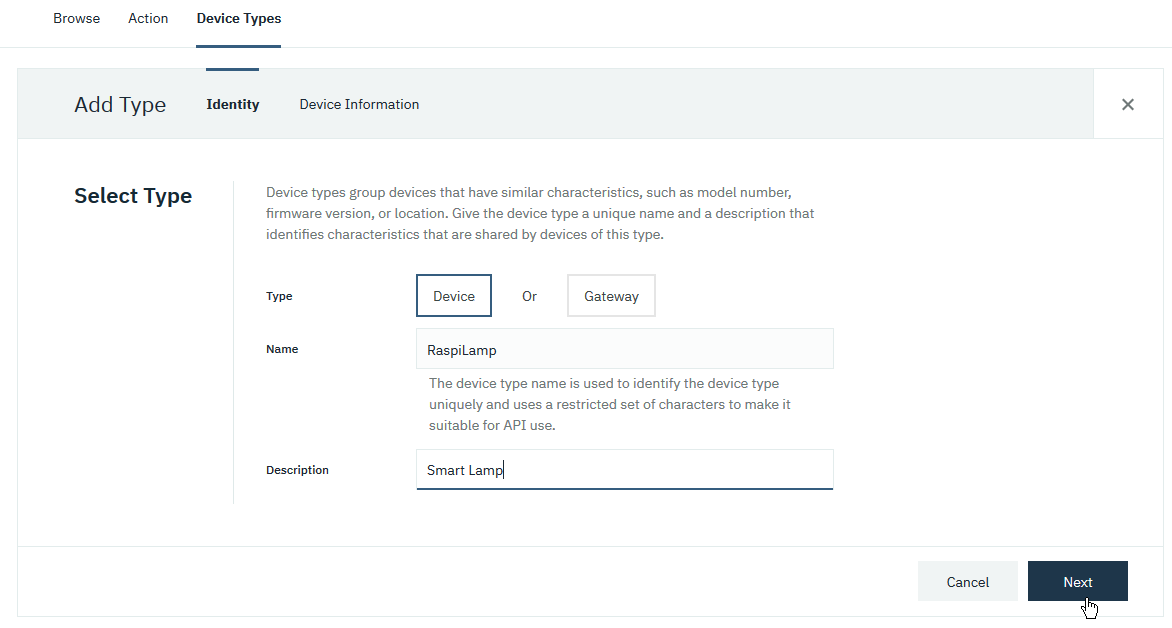 Browse Action Device Types
Add Type Identity Device Information
Select Type
Device types group devices that have similar characteristics, such as model number,
firmware version, or location. Give the device type a unique name and a description that
identifies characteristics that are shared by devices of this type.
Type Device Or Gateway
Name RaspiLamp
The device type name is used to identify the device type
uniquely and uses a restricted set of characters to make it
suitable for API use.
Description Smart Lamp
Cancel Next